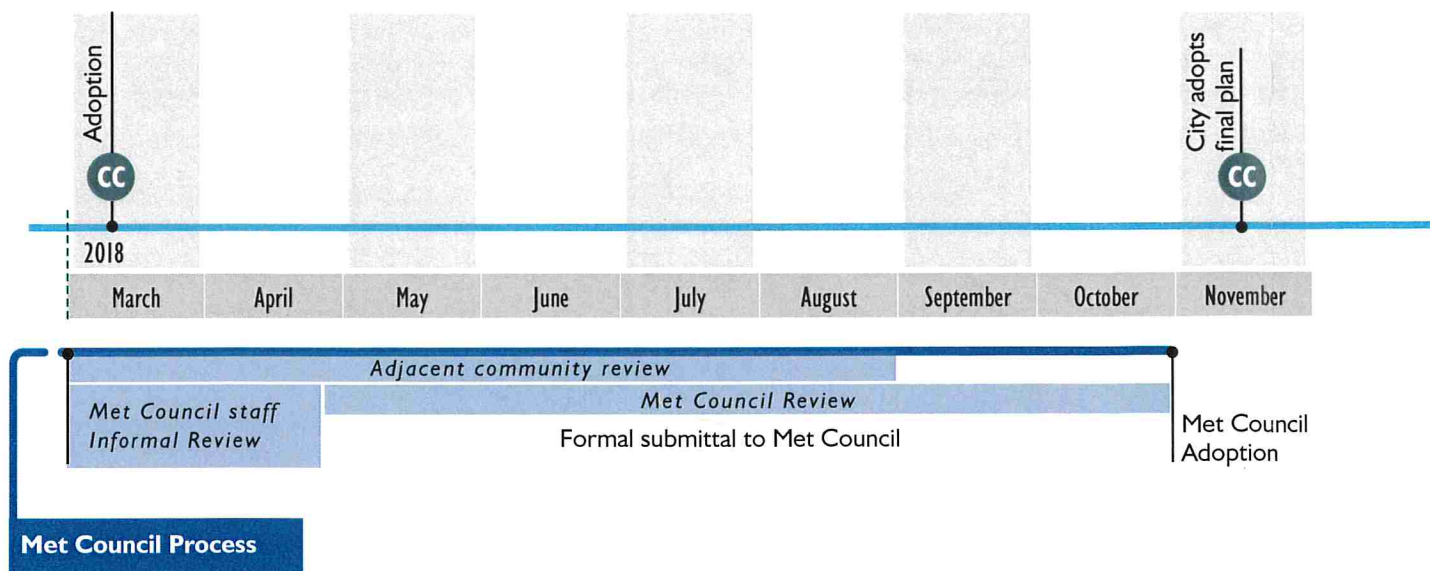 Adoption
City adopts
final plan
CC
CC
2018
March April May June July August September October November
Adjacent community review
Met Council staff
Informal Review
Met Council Review
Formal submittal to Met Council
Met Council
Adoption
Met Council Process